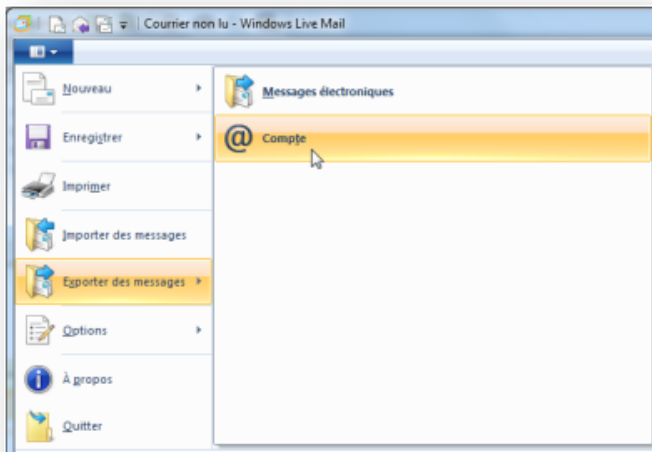 Courrier non lu - Windows Live Mail
Nouveau
Enregistrer
Imprimer
Importer des messages
Exporter des messages
Options
À propos
Quitter
Messages électroniques
@ Compte